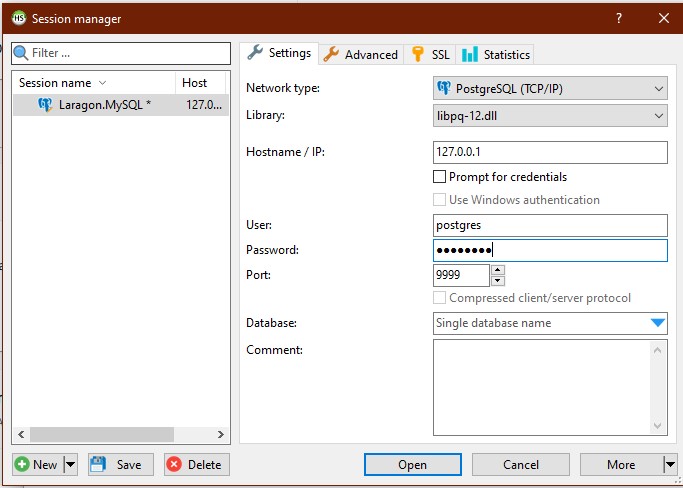 HS Session manager ? ×
Filter ...
Session name Host
Laragon.MySQL * 127.0...
New Save Delete
Settings Advanced SSL Statistics
Network type: PostgreSQL (TCP/IP)
Library: libpq-12.dll
Hostname / IP: 127.0.0.1
Prompt for credentials
Use Windows authentication
User: postgres
Password: ●●●●●●●●
Port: 9999
Compressed client/server protocol
Database: Single database name
Comment:
Open Cancel More